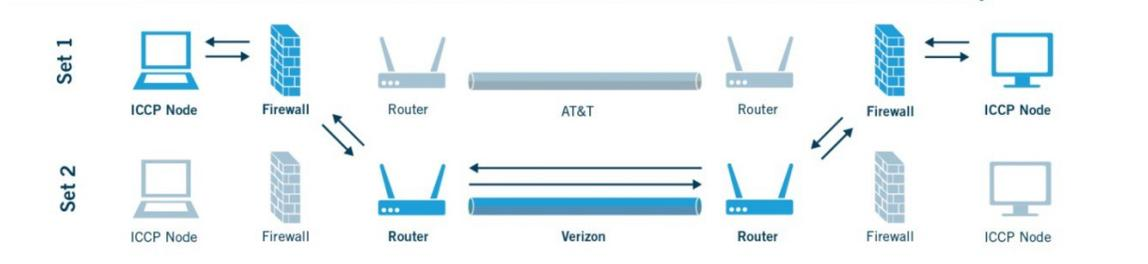 Set 1
ICCP Node
Firewall
Router
AT&T
Router
Firewall
ICCP Node
Set 2
ICCP Node
Firewall
Router
Verizon
Router
Firewall
ICCP Node